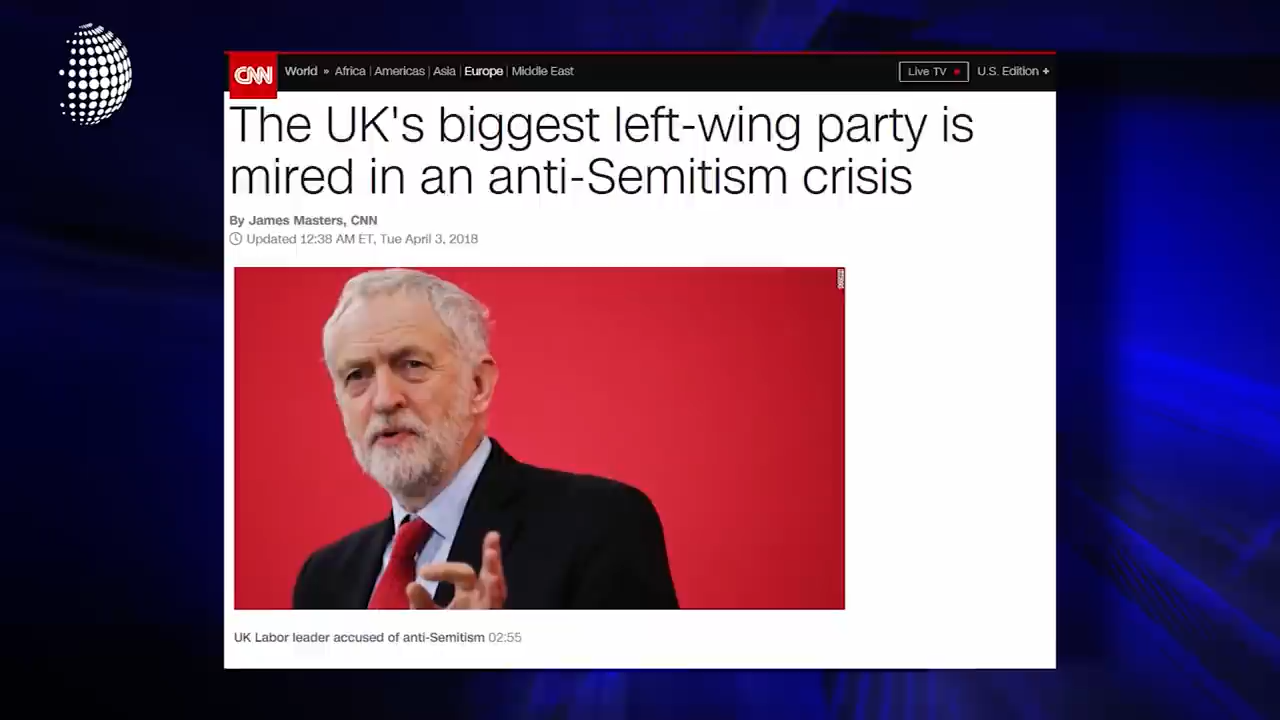 CNN World » Africa | Americas | Asia | Europe | Middle East Live TV U.S. Edition +
The UK's biggest left-wing party is
mired in an anti-Semitism crisis
By James Masters, CNN
Updated 12:38 AM ET, Tue April 3, 2018
UK Labor leader accused of anti-Semitism 02:55